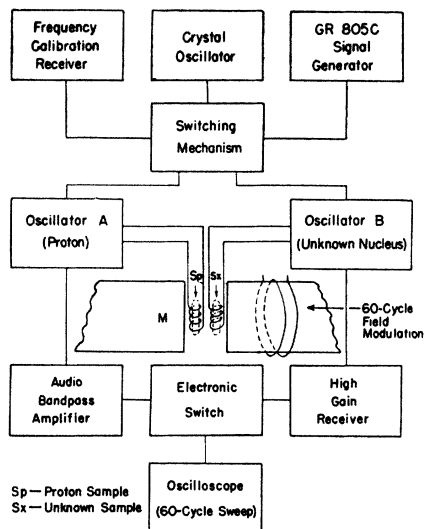 Frequency
Calibration
Receiver
Crystal
Oscillator
GR 805C
Signal
Generator
Switching
Mechanism
Oscillator A
(Proton)
Oscillator B
(Unknown Nucleus)
Sp
Sx
M
60-Cycle
Field
Modulation
Audio
Bandpass
Amplifier
Electronic
Switch
High
Gain
Receiver
Oscilloscope
(60-Cycle Sweep)
Sp — Proton Sample
Sx — Unknown Sample